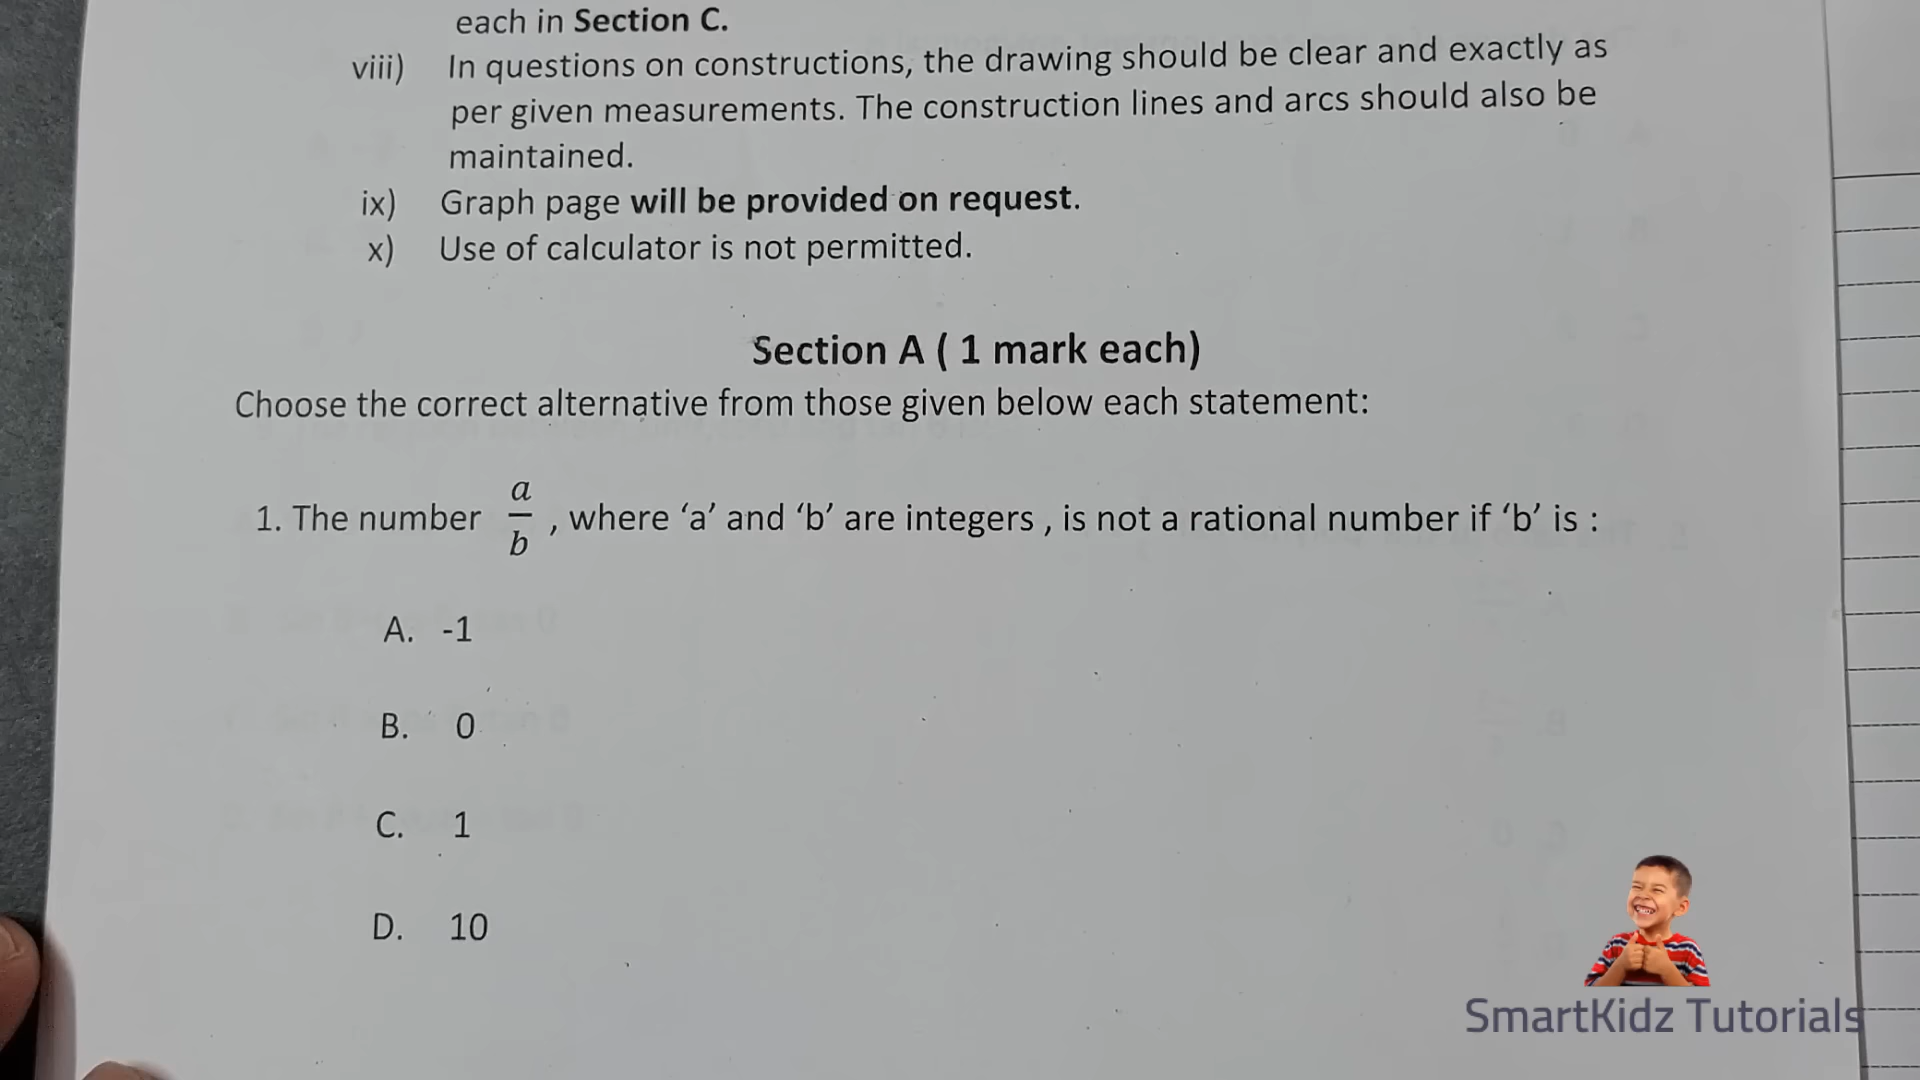 each in Section C.
viii) In questions on constructions, the drawing should be clear and exactly as
per given measurements. The construction lines and arcs should also be
maintained.
ix) Graph page will be provided on request.
x) Use of calculator is not permitted.
Section A ( 1 mark each)
Choose the correct alternative from those given below each statement:
1. The number a/b , where ‘a’ and ‘b’ are integers , is not a rational number if ‘b’ is :
A. -1
B. 0
C. 1
D. 10
SmartKidz Tutorials